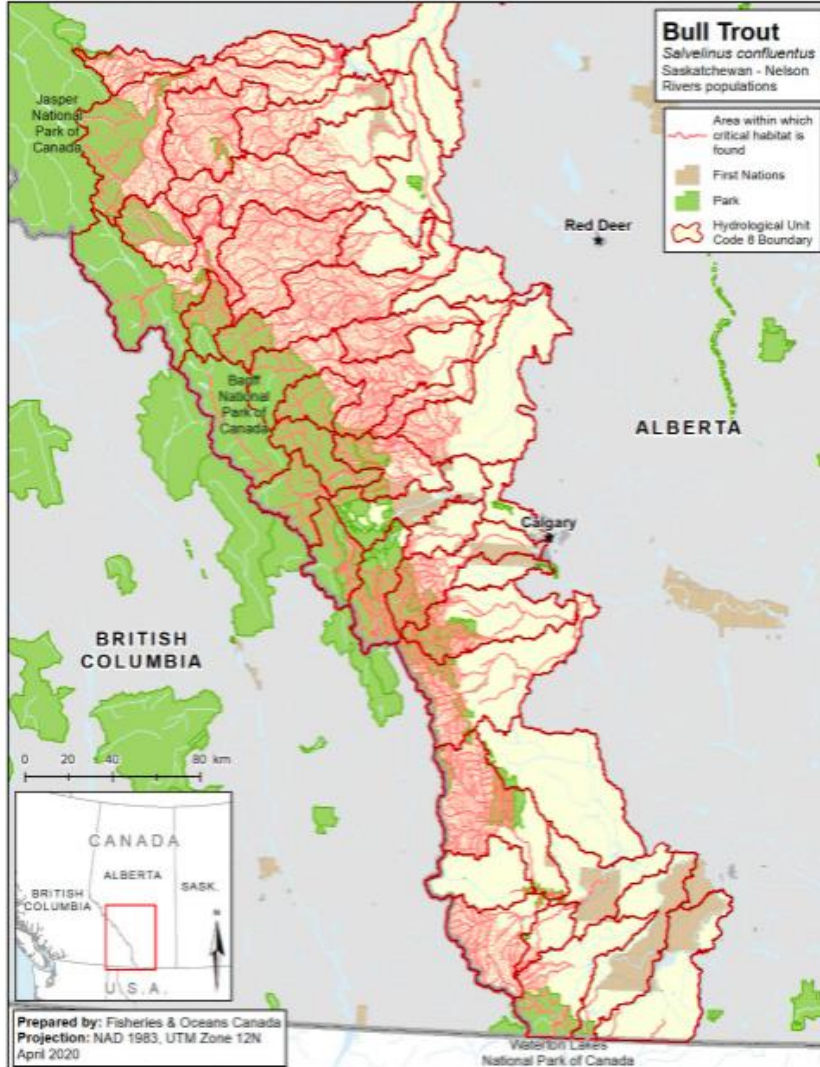 Bull Trout
Salvelinus confluentus
Saskatchewan - Nelson
Rivers populations
Area within which
critical habitat is
found
First Nations
Park
Hydrological Unit
Code 8 Boundary
Jasper
National
Park of
Canada
Red Deer
Banff
National
Park of
Canada
ALBERTA
Calgary
BRITISH
COLUMBIA
0 20 40 80 km
CANADA
ALBERTA
BRITISH
COLUMBIA
SASK.
N
U.S.A.
Prepared by: Fisheries & Oceans Canada
Projection: NAD 1983, UTM Zone 12N
April 2020
Waterton Lakes
National Park of Canada